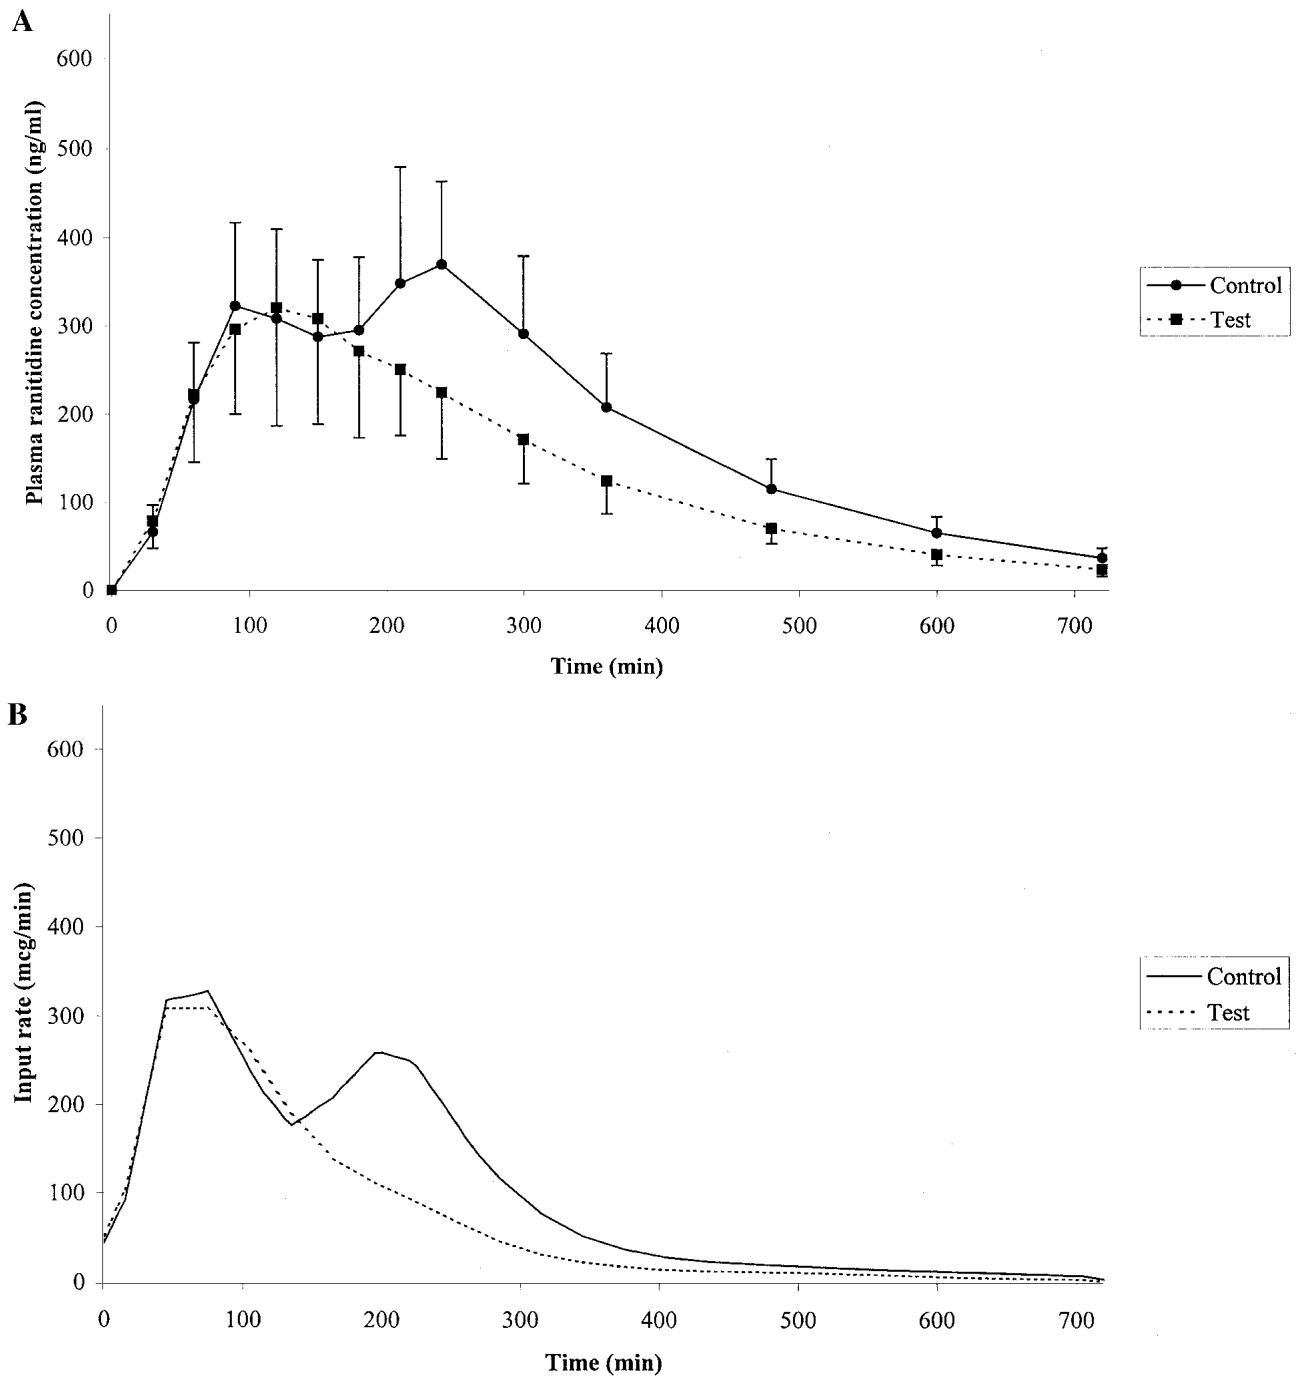 A
Plasma ranitidine concentration (ng/ml)
600
500
400
300
200
100
0
0 100 200 300 400 500 600 700
Time (min)
Control
Test
B
Input rate (mcg/min)
600
500
400
300
200
100
0
0 100 200 300 400 500 600 700
Time (min)
Control
Test